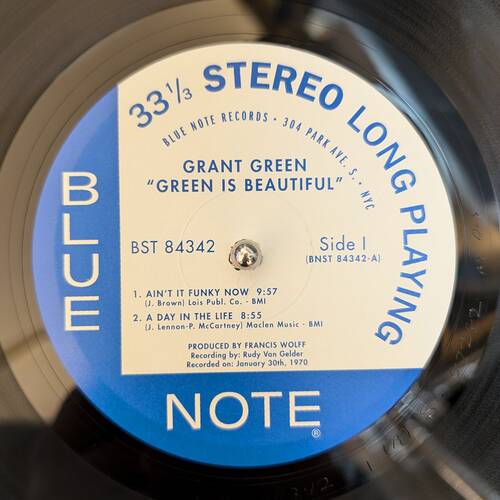 33 1/3 STEREO LONG PLAYING
BLUE NOTE RECORDS • 304 PARK AVE. S. • NYC
GRANT GREEN
"GREEN IS BEAUTIFUL"
BST 84342
Side I
(BNST 84342-A)
1. AIN'T IT FUNKY NOW 9:57
(J. Brown) Lois Publ. Co. - BMI
2. A DAY IN THE LIFE 8:55
(J. Lennon-P. McCartney) Maclen Music - BMI
PRODUCED BY FRANCIS WOLFF
Recording by: Rudy Van Gelder
Recorded on: January 30th, 1970
BLUE
NOTE®